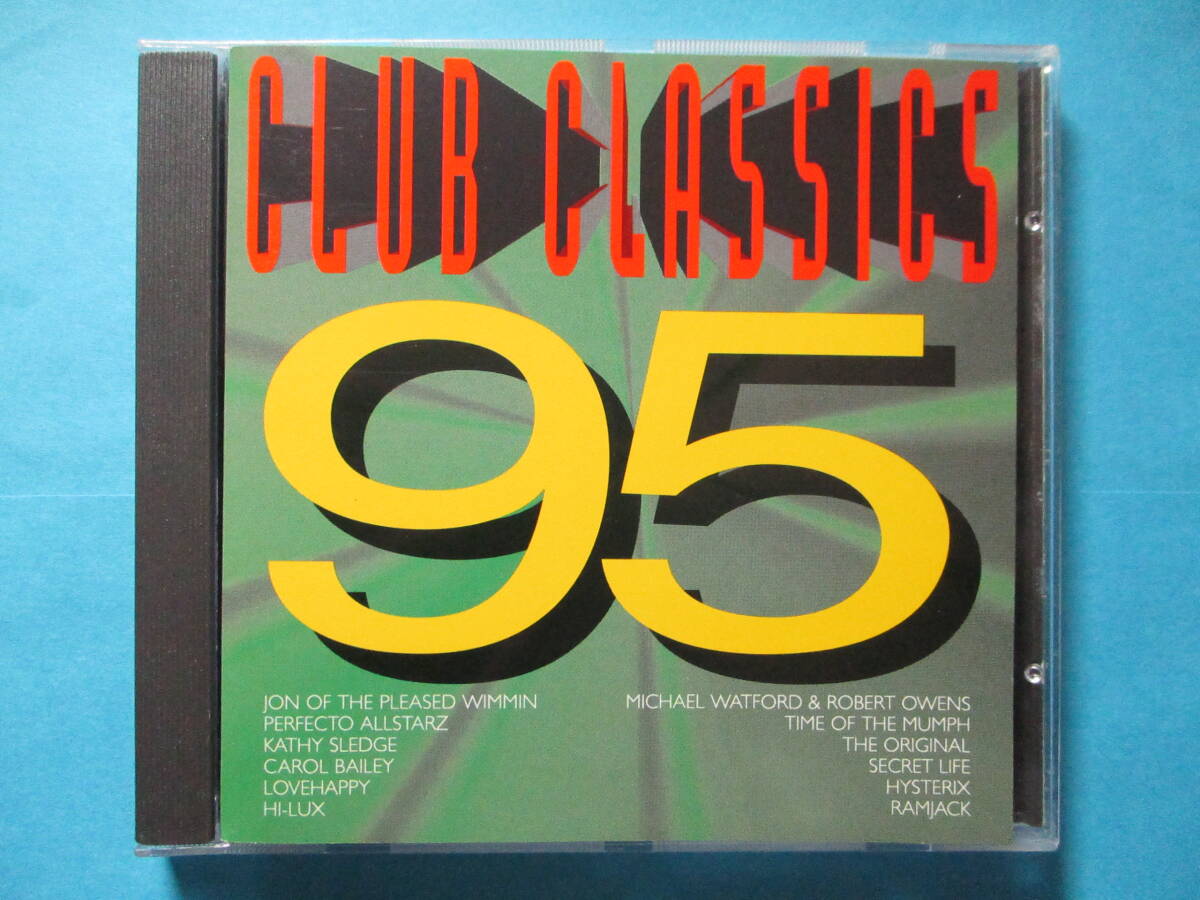 CLUB CLASSICS
95
JON OF THE PLEASED WIMMIN
PERFECTO ALLSTARZ
KATHY SLEDGE
CAROL BAILEY
LOVEHAPPY
HI-LUX
MICHAEL WATFORD & ROBERT OWENS
TIME OF THE MUMPH
THE ORIGINAL
SECRET LIFE
HYSTERIX
RAMJACK